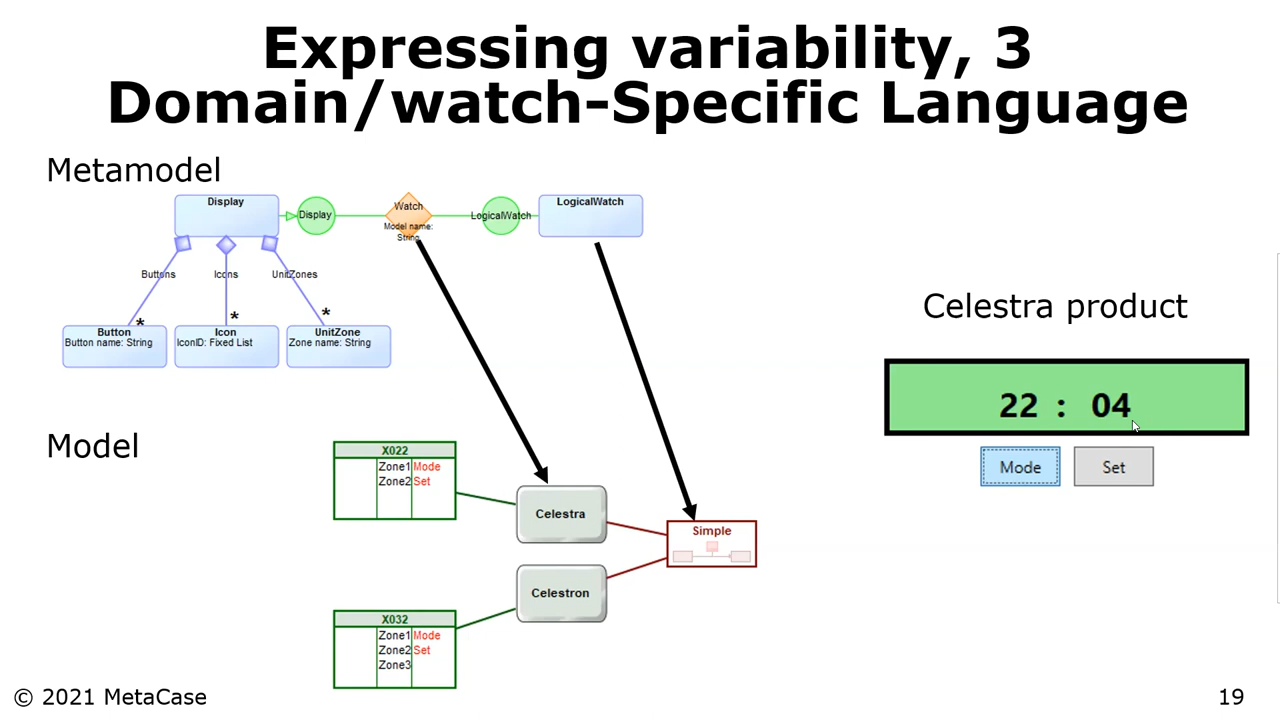 Expressing variability, 3
Domain/watch-Specific Language
Metamodel
Display
Display
Watch
Model name:
String
LogicalWatch
LogicalWatch
Buttons
Icons
UnitZones
*
*
*
Button
Button name: String
Icon
IconID: Fixed List
UnitZone
Zone name: String
Celestra product
22 : 04
Mode
Set
Model
X022
Zone1 Mode
Zone2 Set
Celestra
Simple
Celestron
X032
Zone1 Mode
Zone2 Set
Zone3
© 2021 MetaCase
19